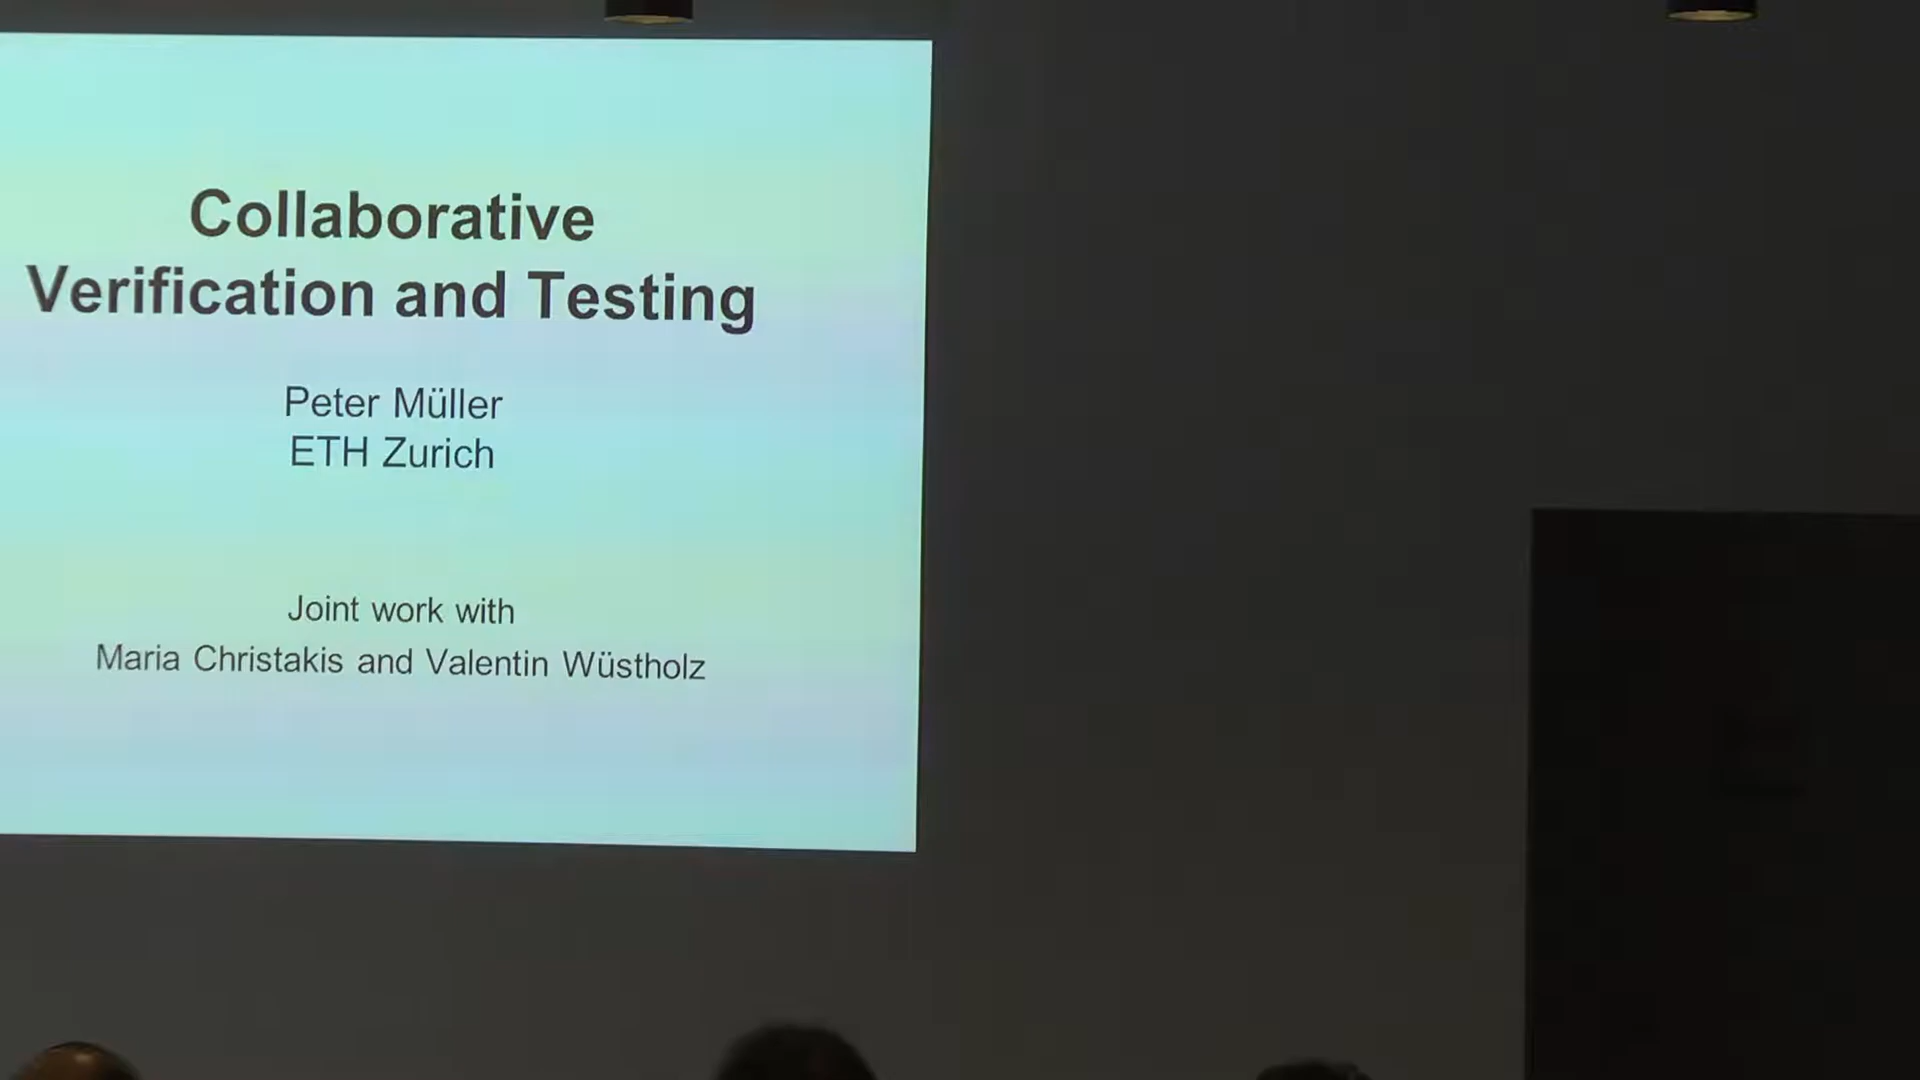 Collaborative
Verification and Testing
Peter Müller
ETH Zurich
Joint work with
Maria Christakis and Valentin Wüstholz